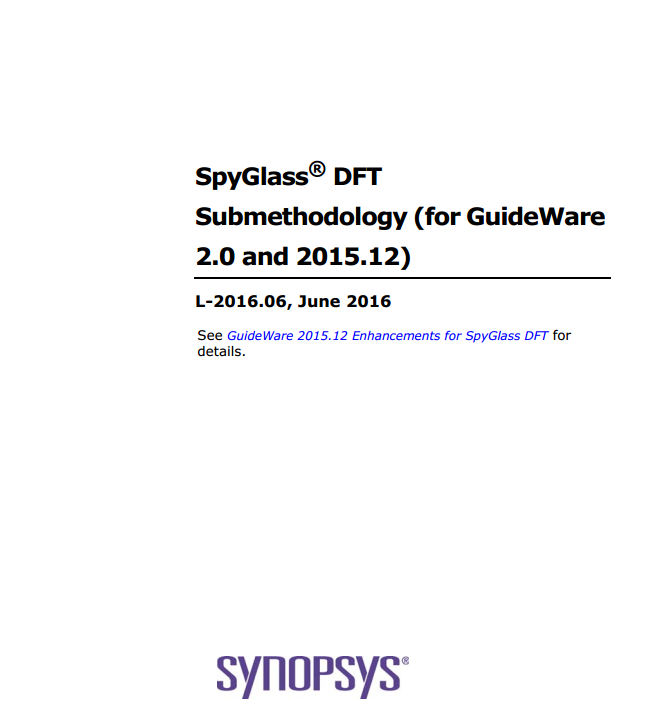 SpyGlass® DFT
Submethodology (for GuideWare
2.0 and 2015.12)
L-2016.06, June 2016
See GuideWare 2015.12 Enhancements for SpyGlass DFT for
details.
SYNOPSYS®